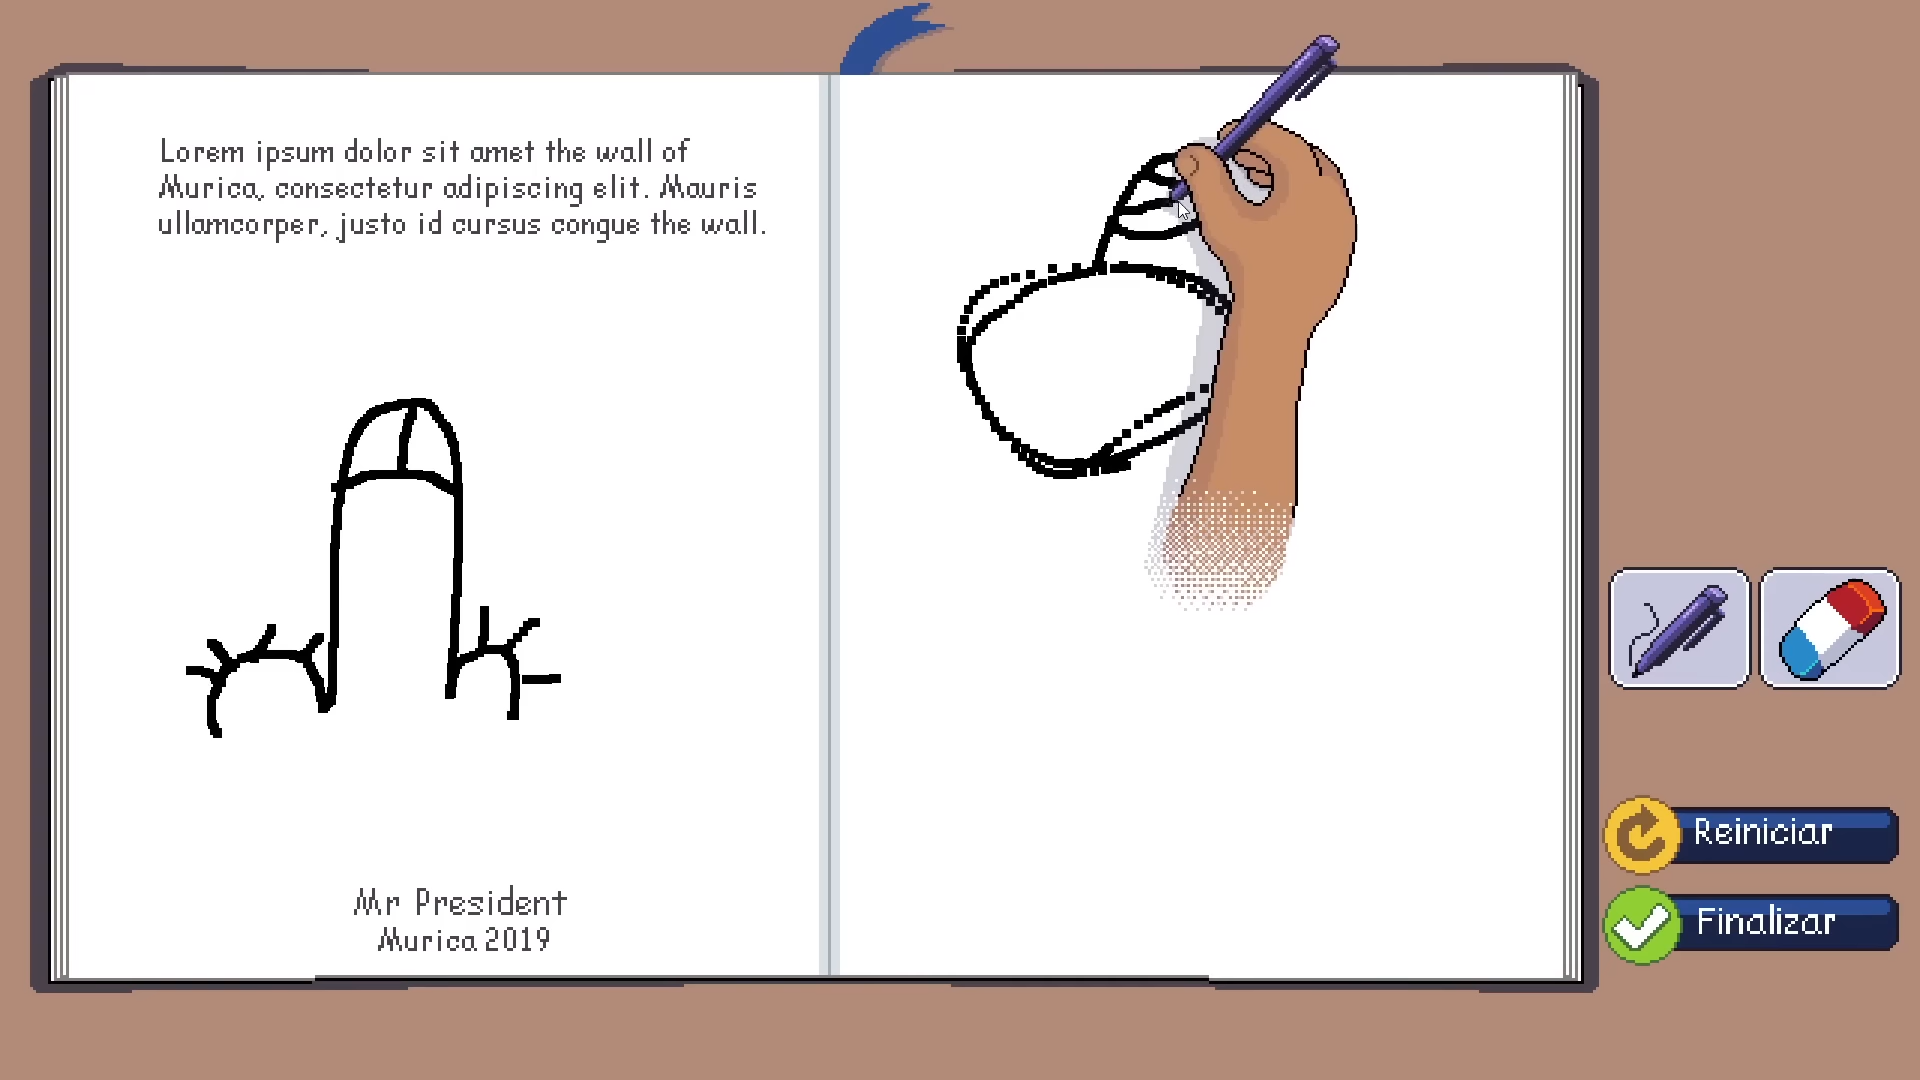 Lorem ipsum dolor sit amet the wall of
Murica, consectetur adipiscing elit. Mauris
ullamcorper, justo id cursus congue the wall.
Mr President
Murica 2019
Reiniciar
Finalizar